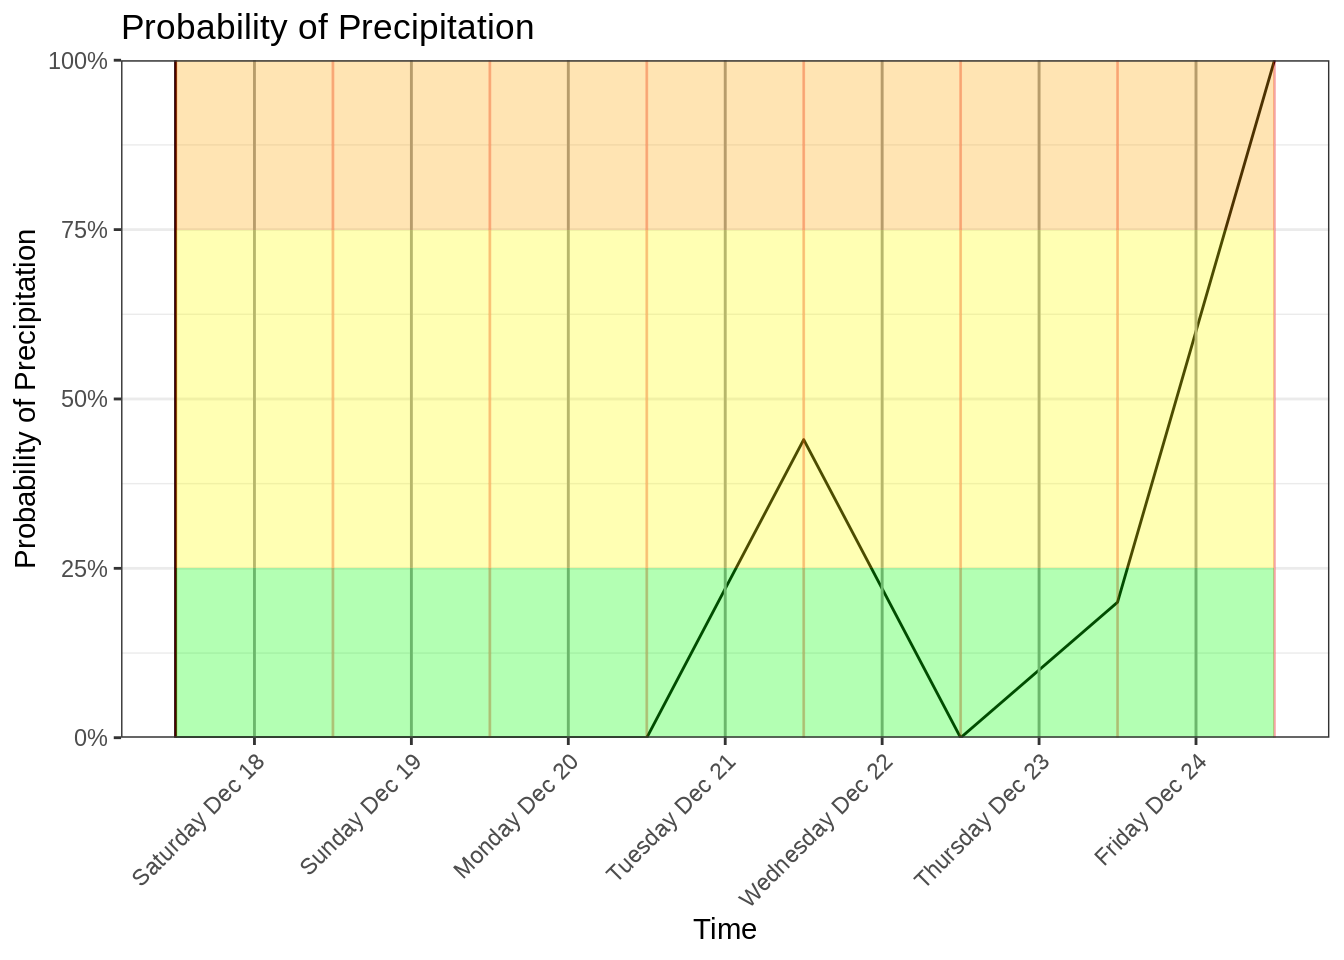 Probability of Precipitation
100%
75%
50%
25%
0%
Probability of Precipitation
Saturday Dec 18
Sunday Dec 19
Monday Dec 20
Tuesday Dec 21
Wednesday Dec 22
Thursday Dec 23
Friday Dec 24
Time